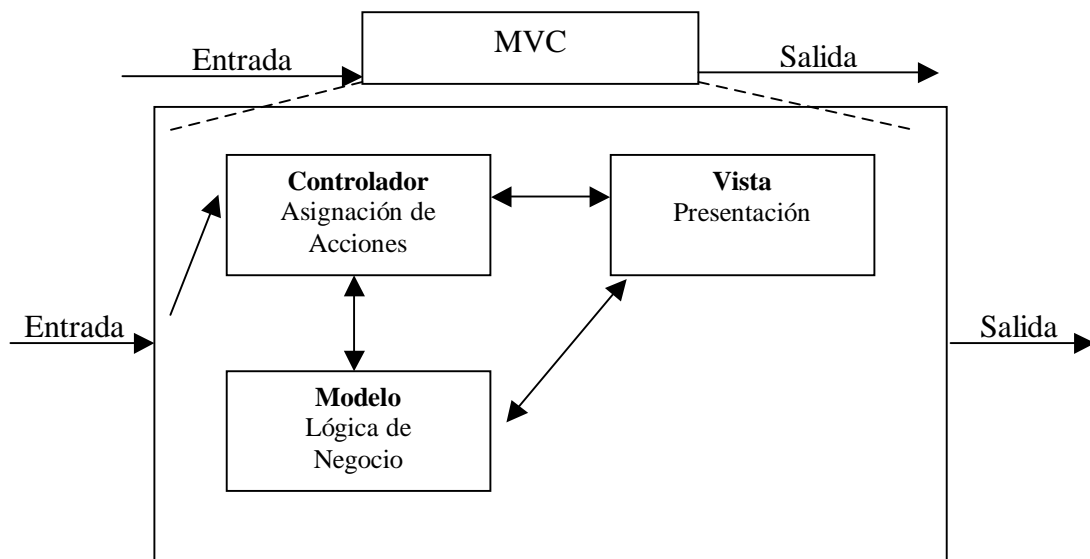 MVC
Entrada
Salida
Controlador
Asignación de
Acciones
Vista
Presentación
Entrada
Salida
Modelo
Lógica de
Negocio